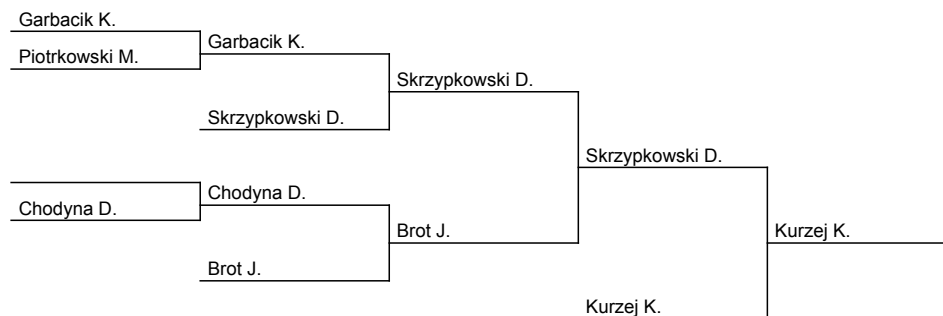 Garbacik K.
Piotrkowski M.
Garbacik K.
Skrzypkowski D.
Skrzypkowski D.
Chodyna D.
Chodyna D.
Brot J.
Brot J.
Skrzypkowski D.
Kurzej K.
Kurzej K.